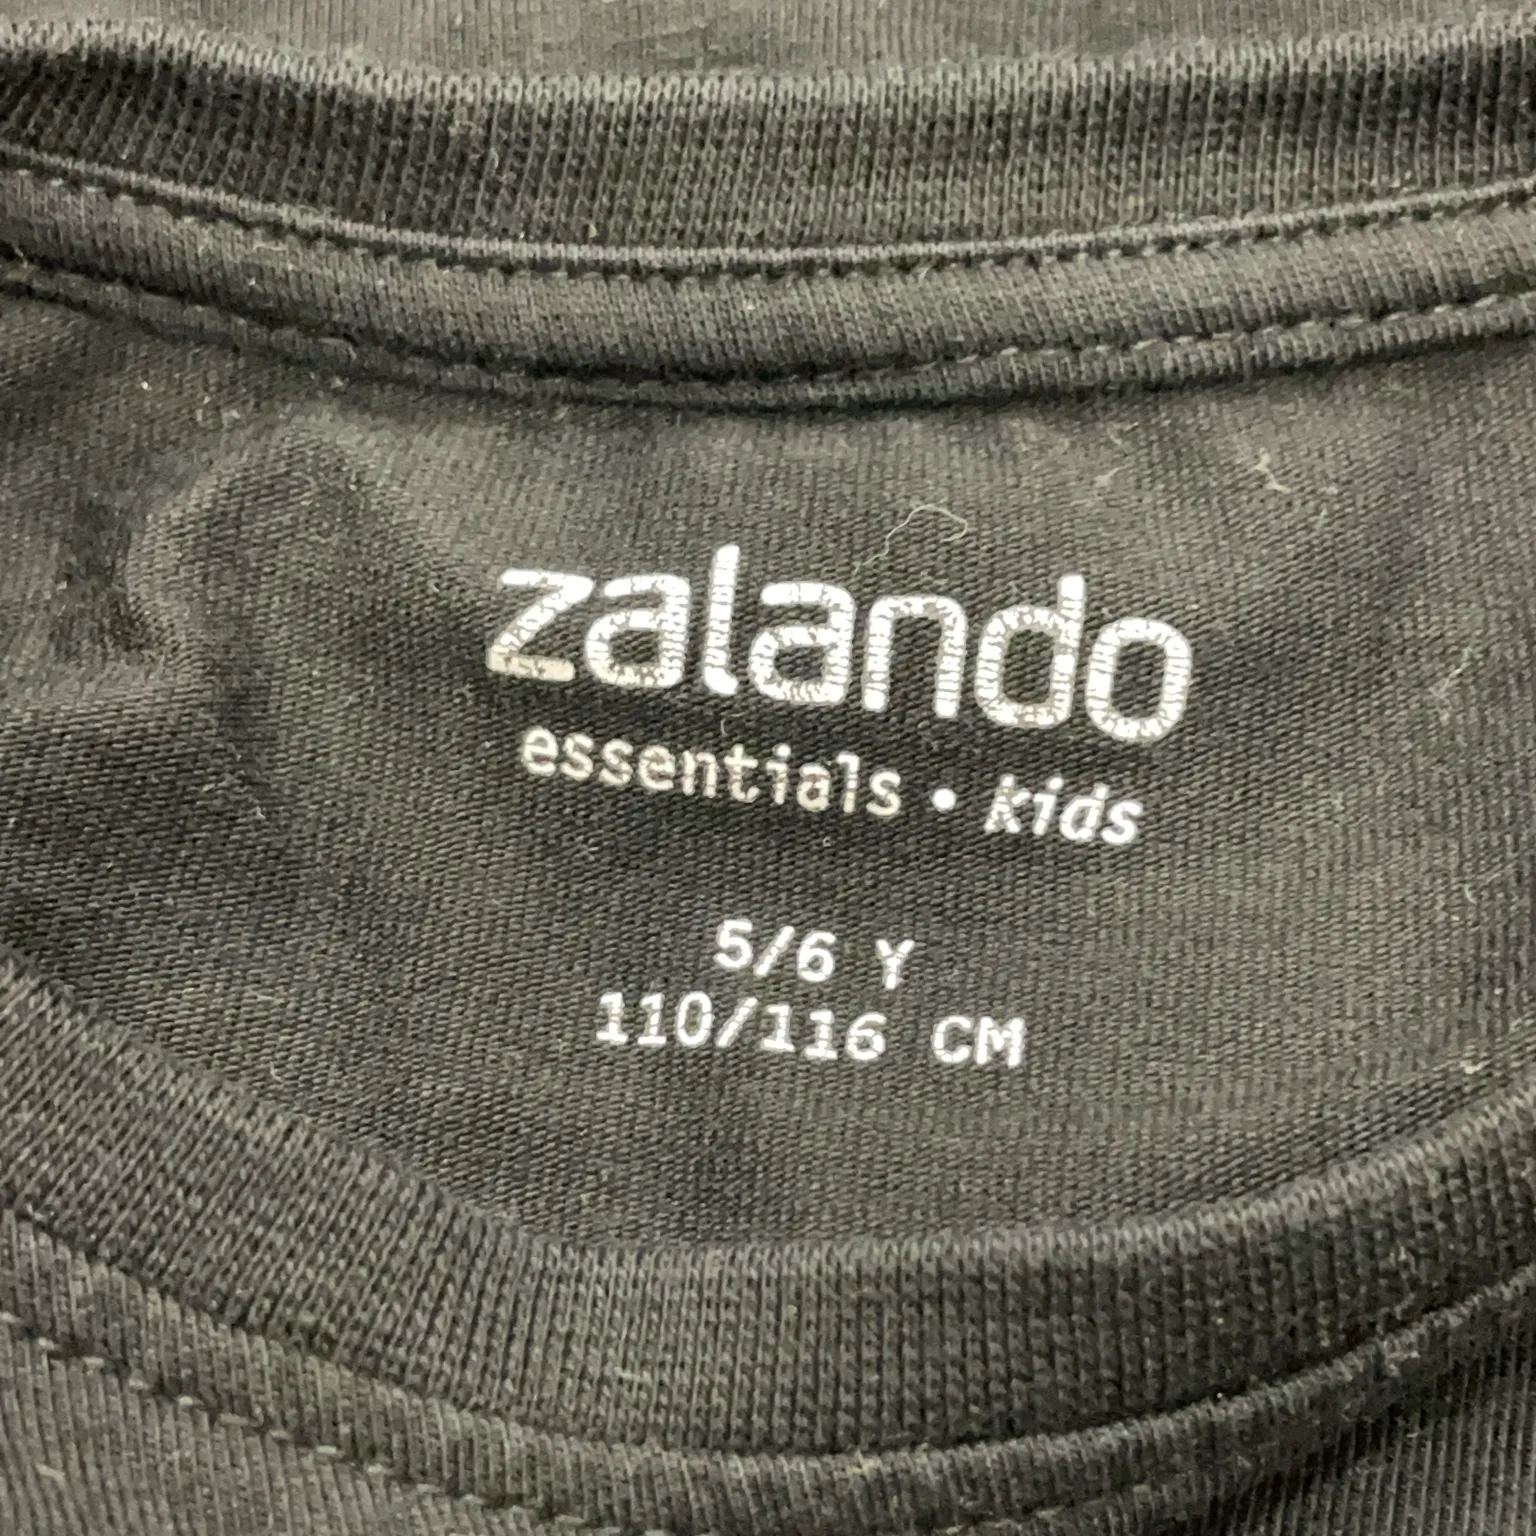 zalando
essentials • kids
5/6 Y
110/116 CM